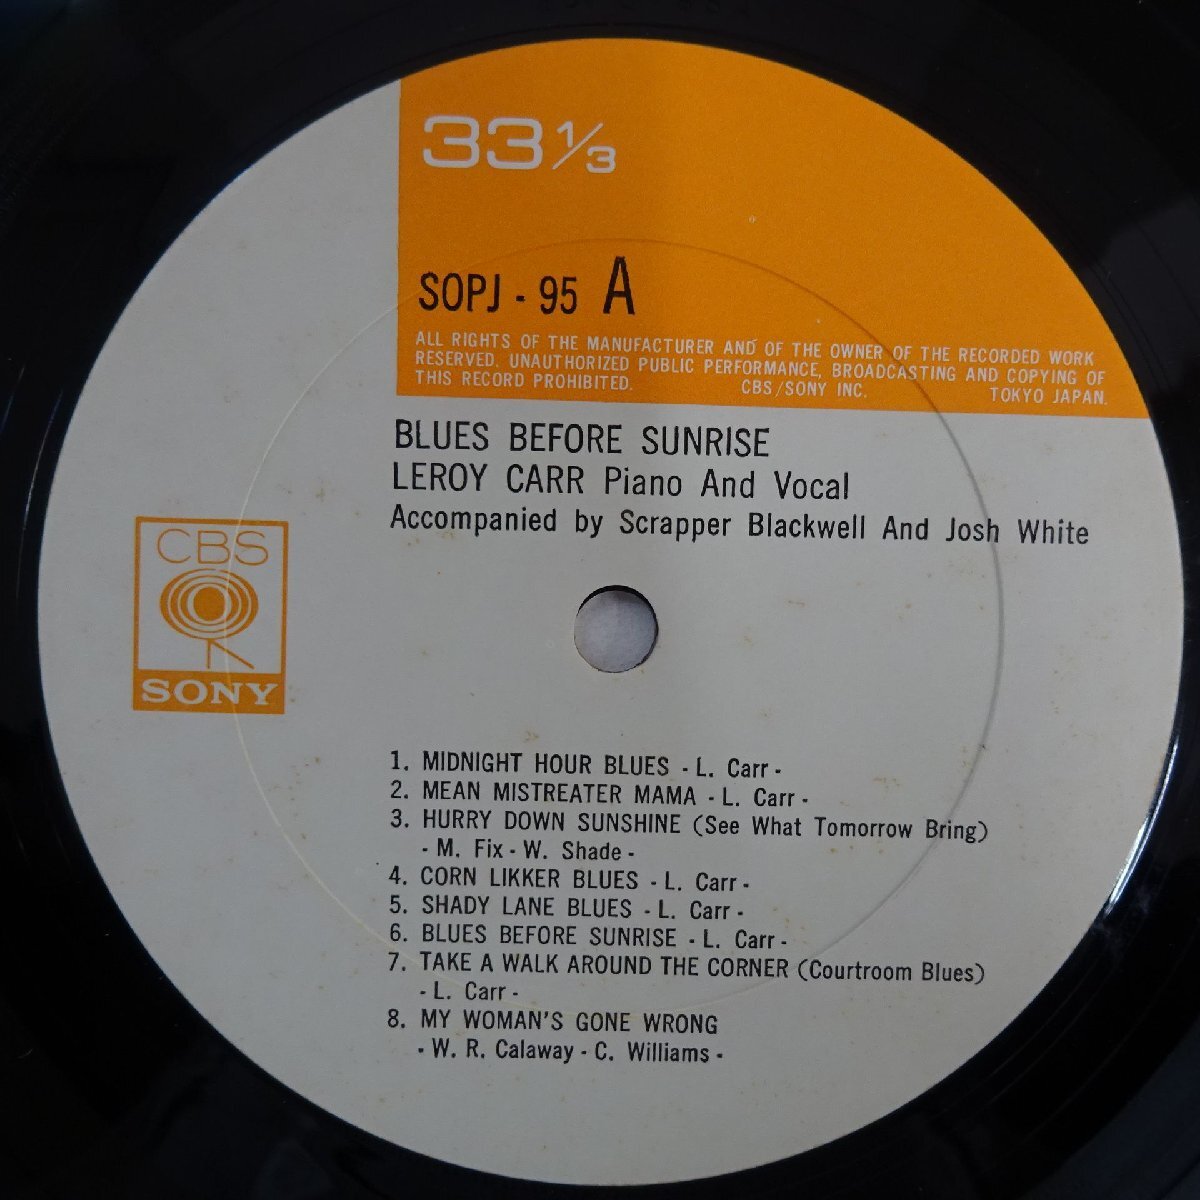 33 1/3
SOPJ - 95 A
ALL RIGHTS OF THE MANUFACTURER AND OF THE OWNER OF THE RECORDED WORK
RESERVED. UNAUTHORIZED PUBLIC PERFORMANCE, BROADCASTING AND COPYING OF
THIS RECORD PROHIBITED. CBS/SONY INC. TOKYO JAPAN.
BLUES BEFORE SUNRISE
LEROY CARR Piano And Vocal
Accompanied by Scrapper Blackwell And Josh White
CBS
SONY
1. MIDNIGHT HOUR BLUES - L. Carr -
2. MEAN MISTREATER MAMA - L. Carr -
3. HURRY DOWN SUNSHINE (See What Tomorrow Bring)
- M. Fix - W. Shade -
4. CORN LIKKER BLUES - L. Carr -
5. SHADY LANE BLUES - L. Carr -
6. BLUES BEFORE SUNRISE - L. Carr -
7. TAKE A WALK AROUND THE CORNER (Courtroom Blues)
- L. Carr -
8. MY WOMAN'S GONE WRONG
- W. R. Calaway - C. Williams -